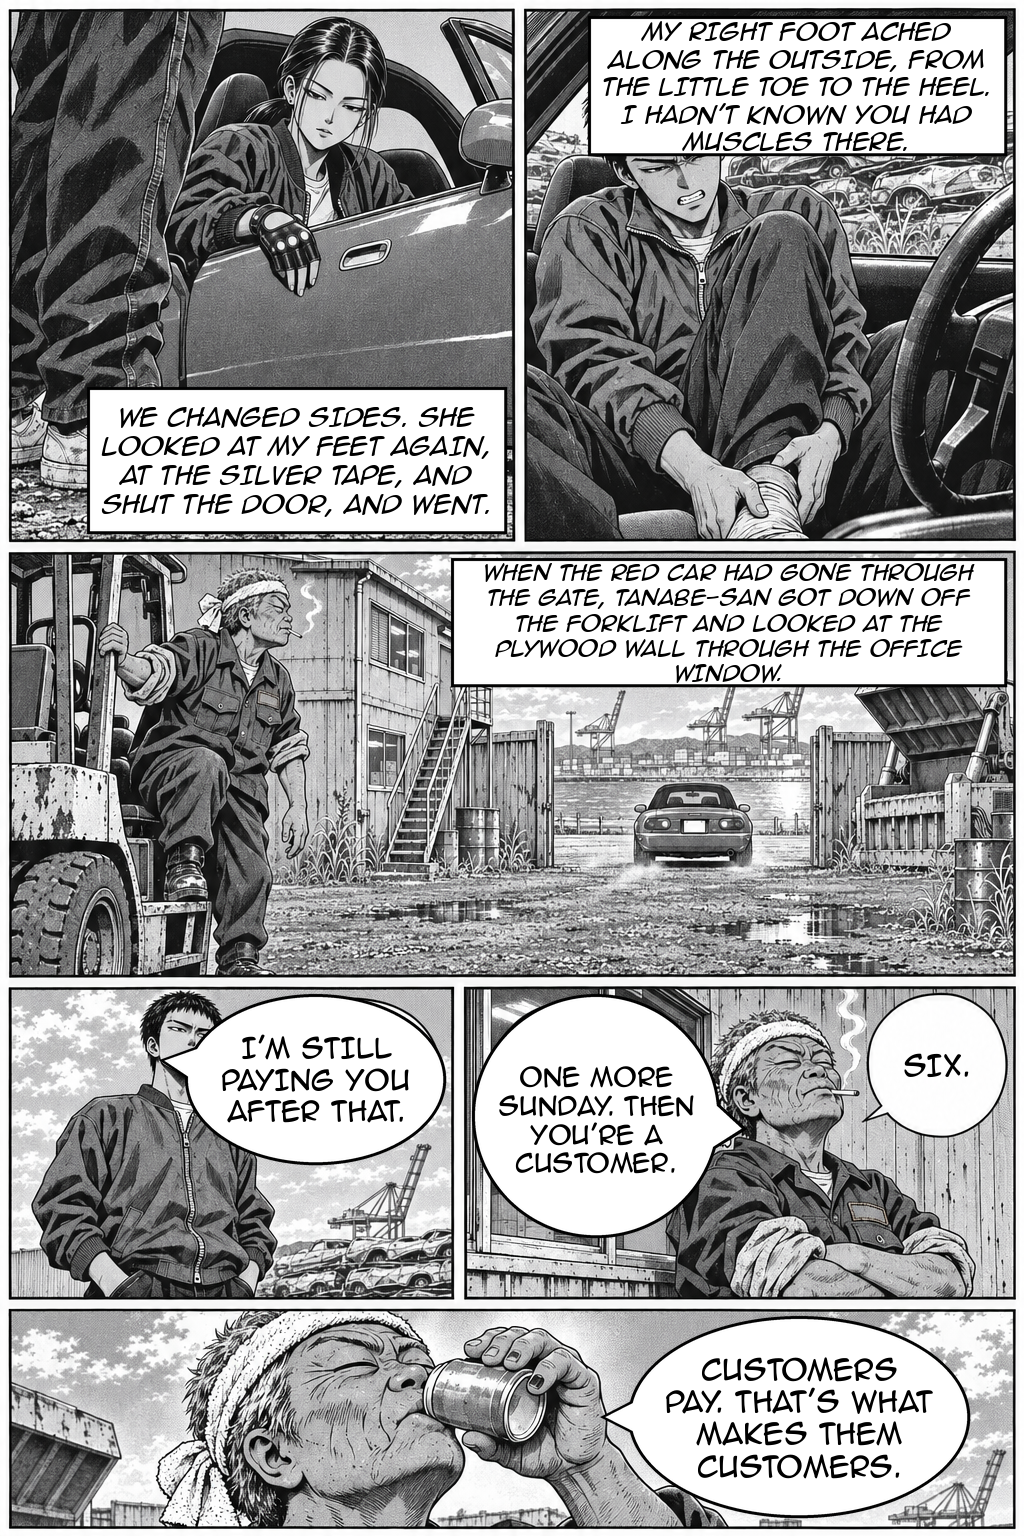 MY RIGHT FOOT ACHED
ALONG THE OUTSIDE, FROM
THE LITTLE TOE TO THE HEEL.
I HADN'T KNOWN YOU HAD
MUSCLES THERE.
WE CHANGED SIDES. SHE
LOOKED AT MY FEET AGAIN,
AT THE SILVER TAPE, AND
SHUT THE DOOR, AND WENT.
WHEN THE RED CAR HAD GONE THROUGH
THE GATE, TANABE-SAN GOT DOWN OFF
THE FORKLIFT AND LOOKED AT THE
PLYWOOD WALL THROUGH THE OFFICE
WINDOW.
SIX.
ONE MORE
SUNDAY. THEN
YOU'RE A
CUSTOMER.
I'M STILL
PAYING YOU
AFTER THAT.
CUSTOMERS
PAY. THAT'S WHAT
MAKES THEM
CUSTOMERS.